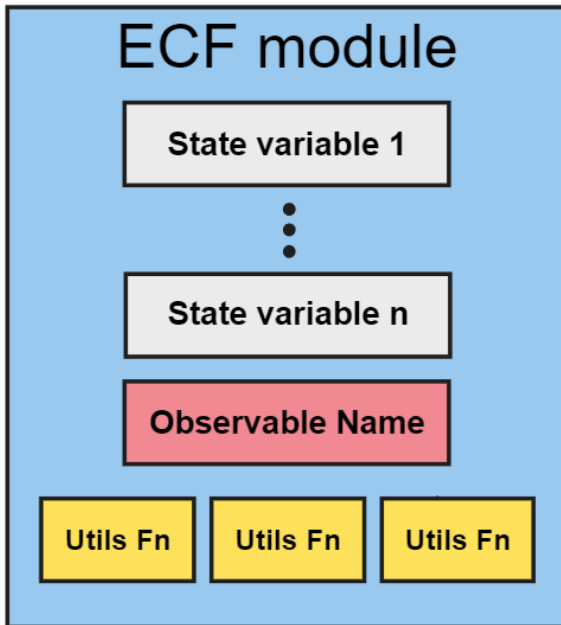 ECF module
State variable 1
State variable n
Observable Name
Utils Fn Utils Fn Utils Fn